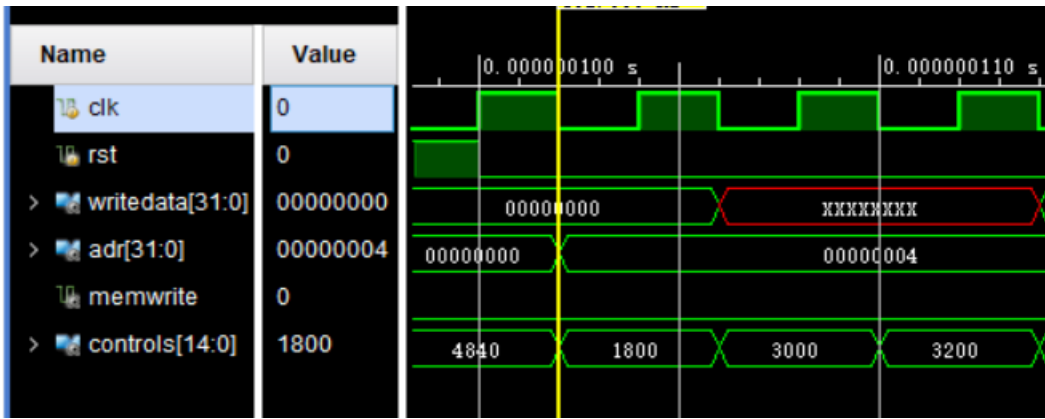 Name Value
0.000000100 s 0.000000110 s
clk 0
rst 0
writedata[31:0] 00000000 00000000 XXXXXXXX
adr[31:0] 00000004 00000000 00000004
memwrite 0
controls[14:0] 1800 4840 1800 3000 3200